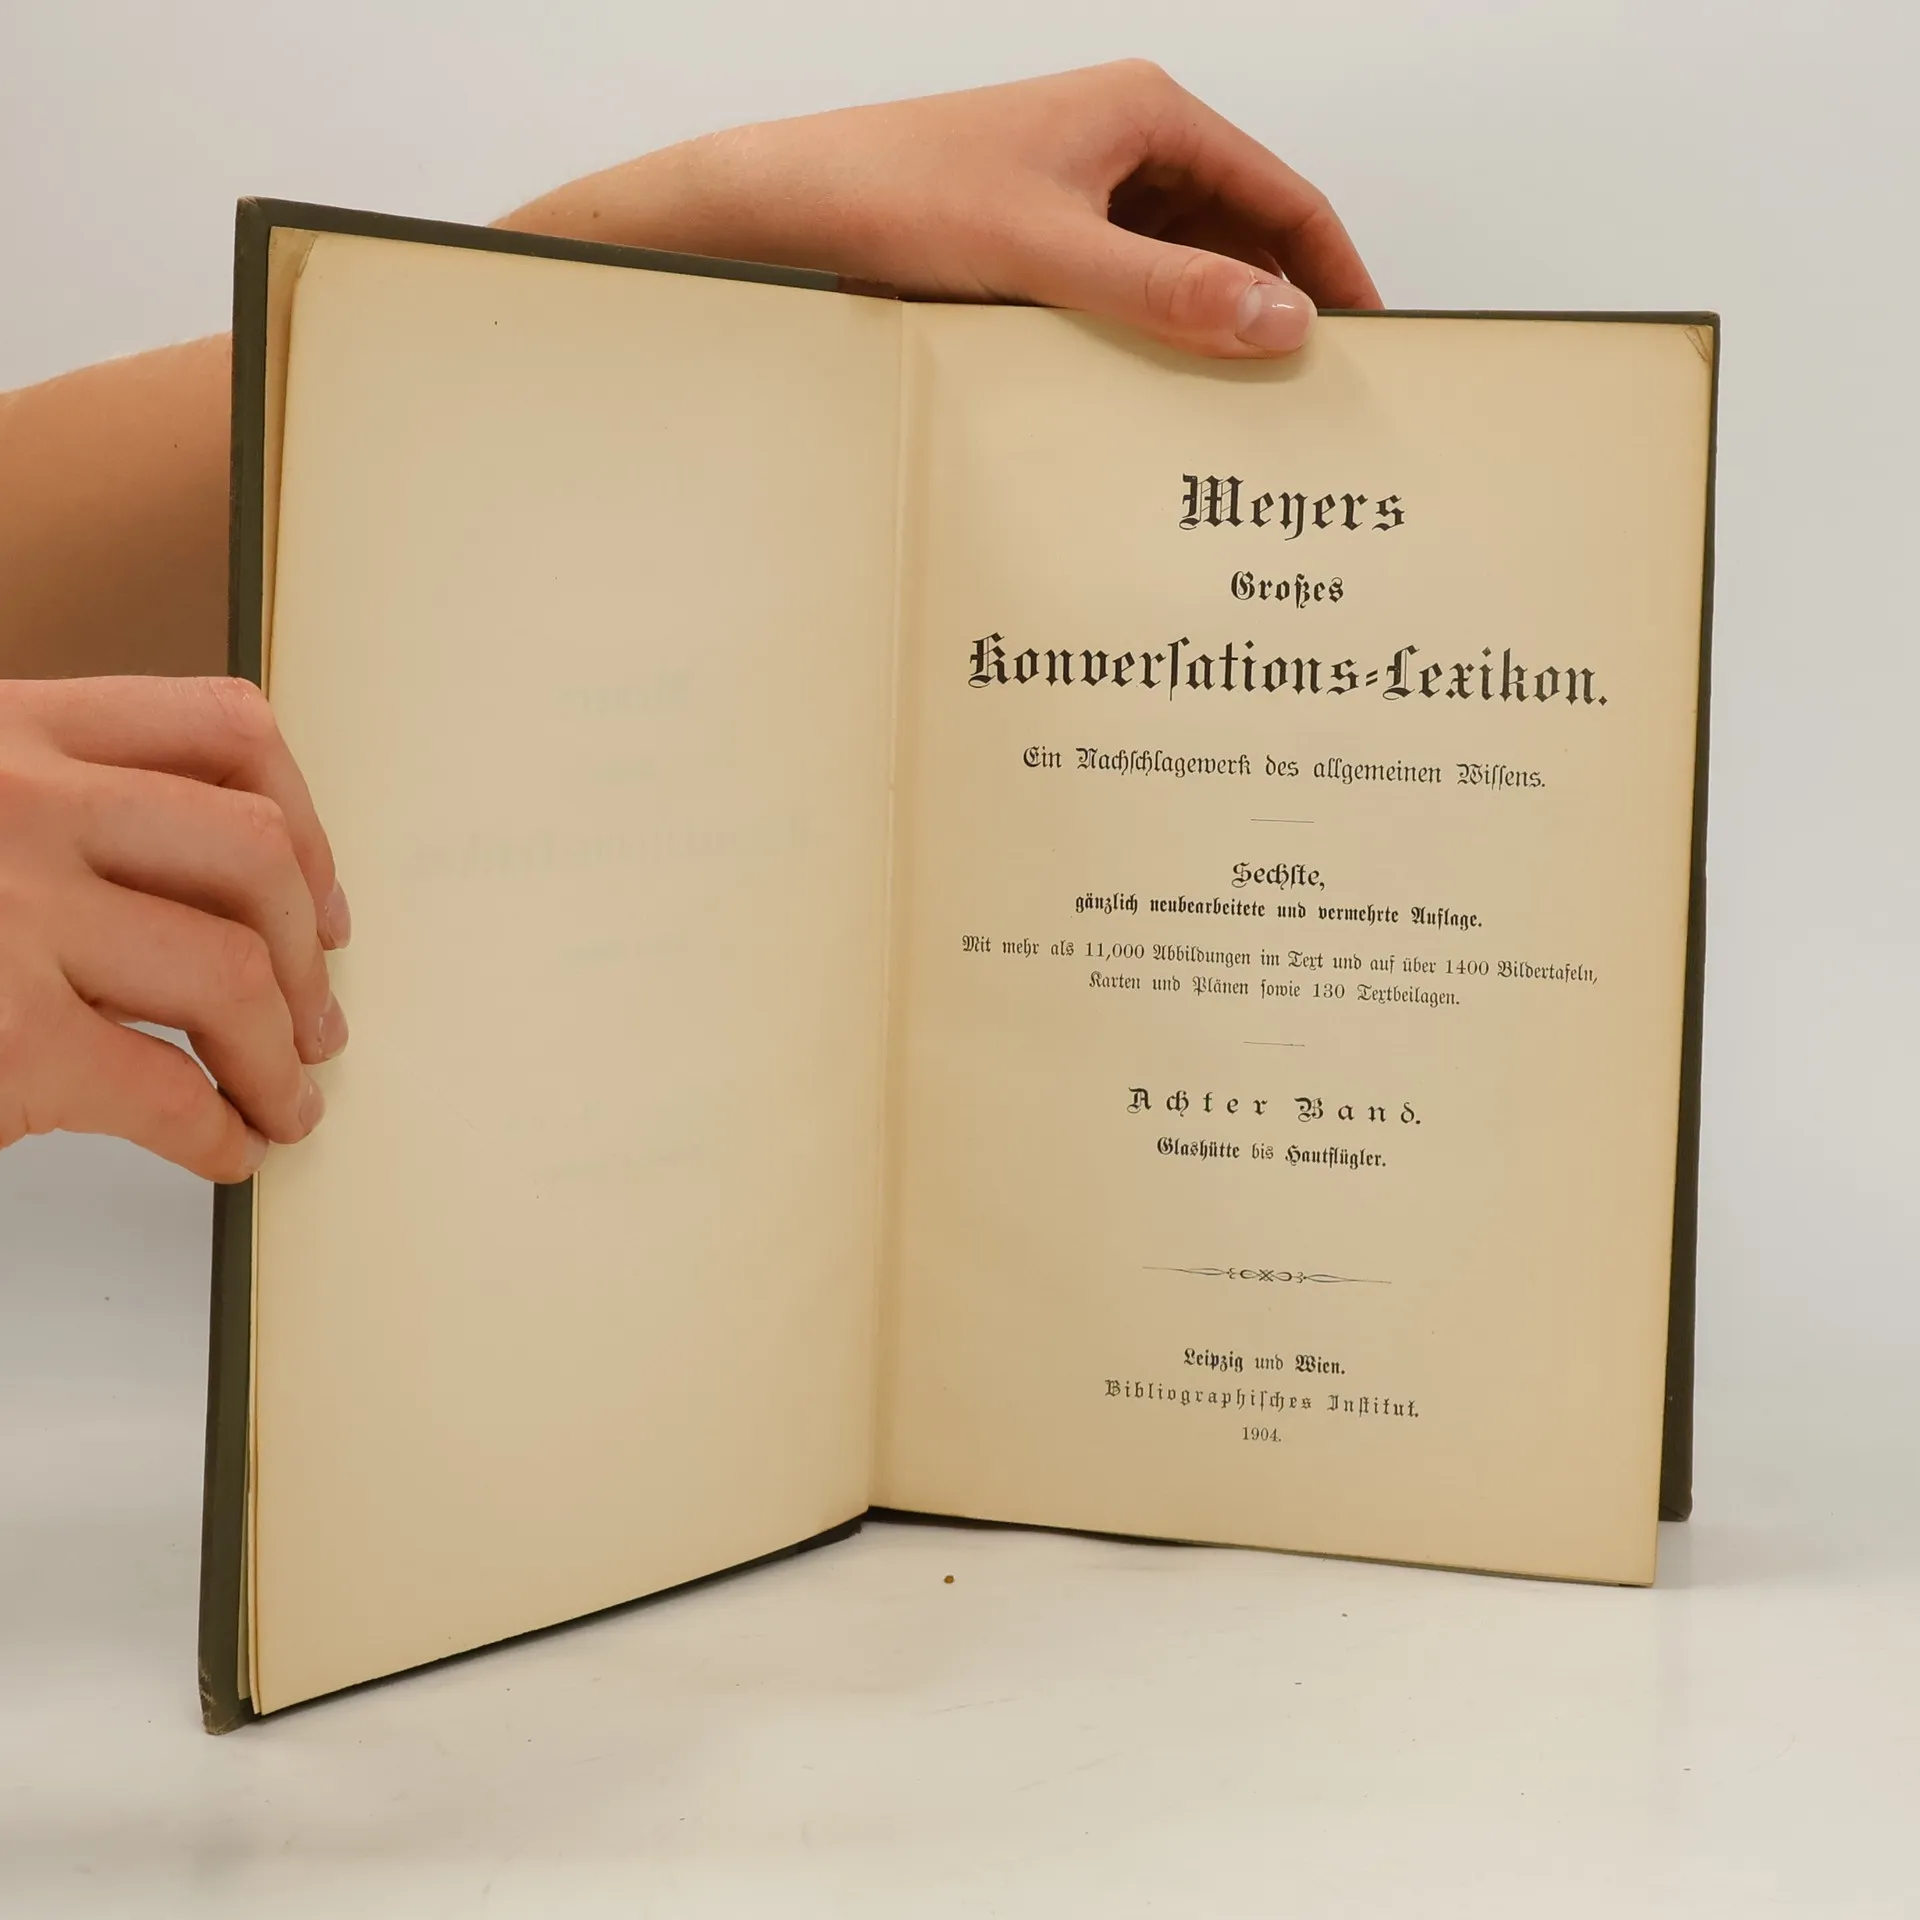 Meyers
Großes
Konverſations-Lexikon.
Ein Nachſchlagewerk des allgemeinen Wiſſens.
Sechſte,
gänzlich neubearbeitete und vermehrte Auflage.
Mit mehr als 11,000 Abbildungen im Text und auf über 1400 Bildertafeln,
Karten und Plänen ſowie 130 Textbeilagen.
Achter Band.
Glashütte bis Hautflügler.
Leipzig und Wien.
Bibliographiſches Inſtitut.
1904.